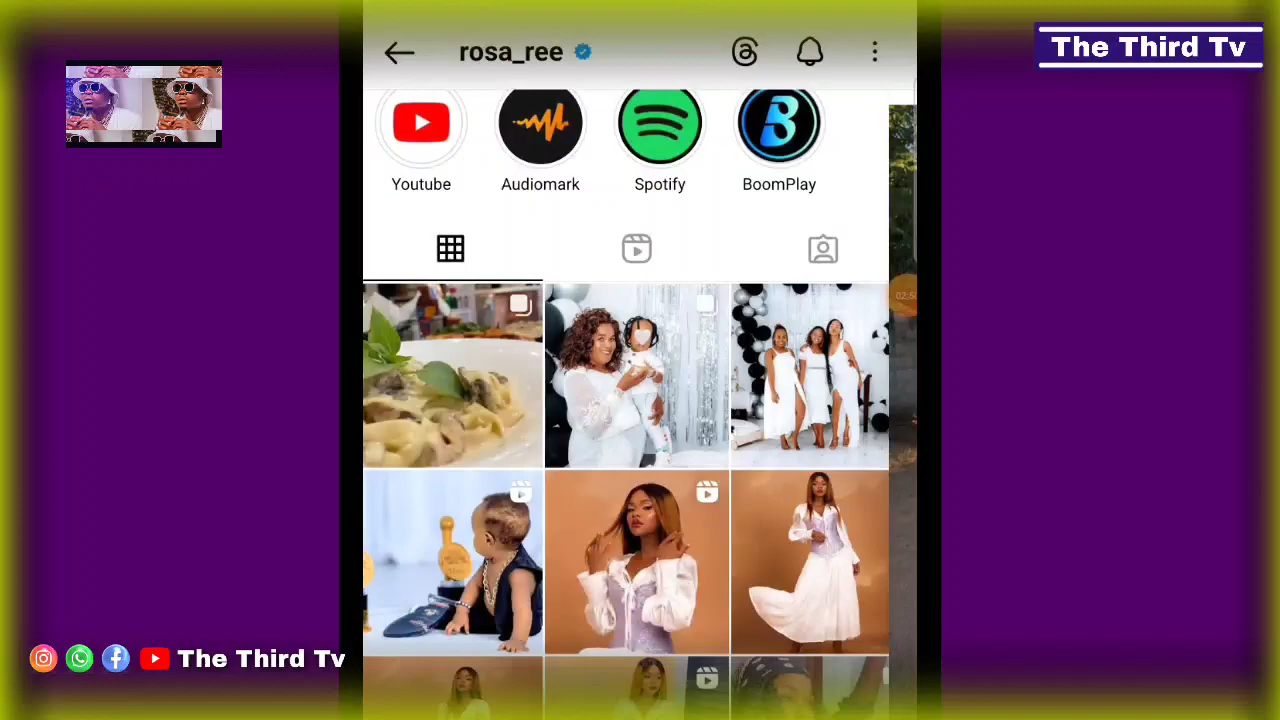 The Third Tv
rosa_ree
Youtube
Audiomark
Spotify
BoomPlay
The Third Tv